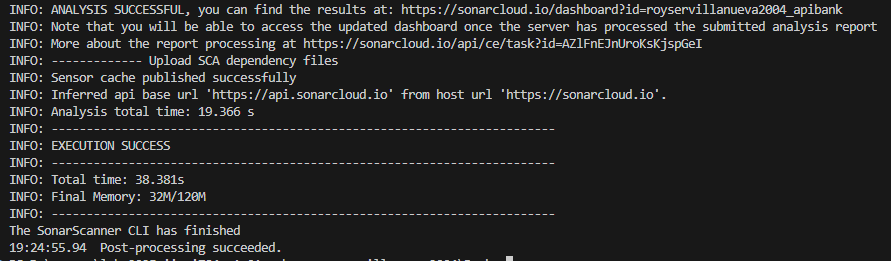 INFO: ANALYSIS SUCCESSFUL, you can find the results at: https://sonarcloud.io/dashboard?id=royservillanueva2004_apibank
INFO: Note that you will be able to access the updated dashboard once the server has processed the submitted analysis report
INFO: More about the report processing at https://sonarcloud.io/api/ce/task?id=AZlFnEJnUroKsKjspGeI
INFO: ------------- Upload SCA dependency files
INFO: Sensor cache published successfully
INFO: Inferred api base url 'https://api.sonarcloud.io' from host url 'https://sonarcloud.io'.
INFO: Analysis total time: 19.366 s
INFO: ------------------------------------------------------------------------
INFO: EXECUTION SUCCESS
INFO: ------------------------------------------------------------------------
INFO: Total time: 38.381s
INFO: Final Memory: 32M/120M
INFO: ------------------------------------------------------------------------
The SonarScanner CLI has finished
19:24:55.94  Post-processing succeeded.